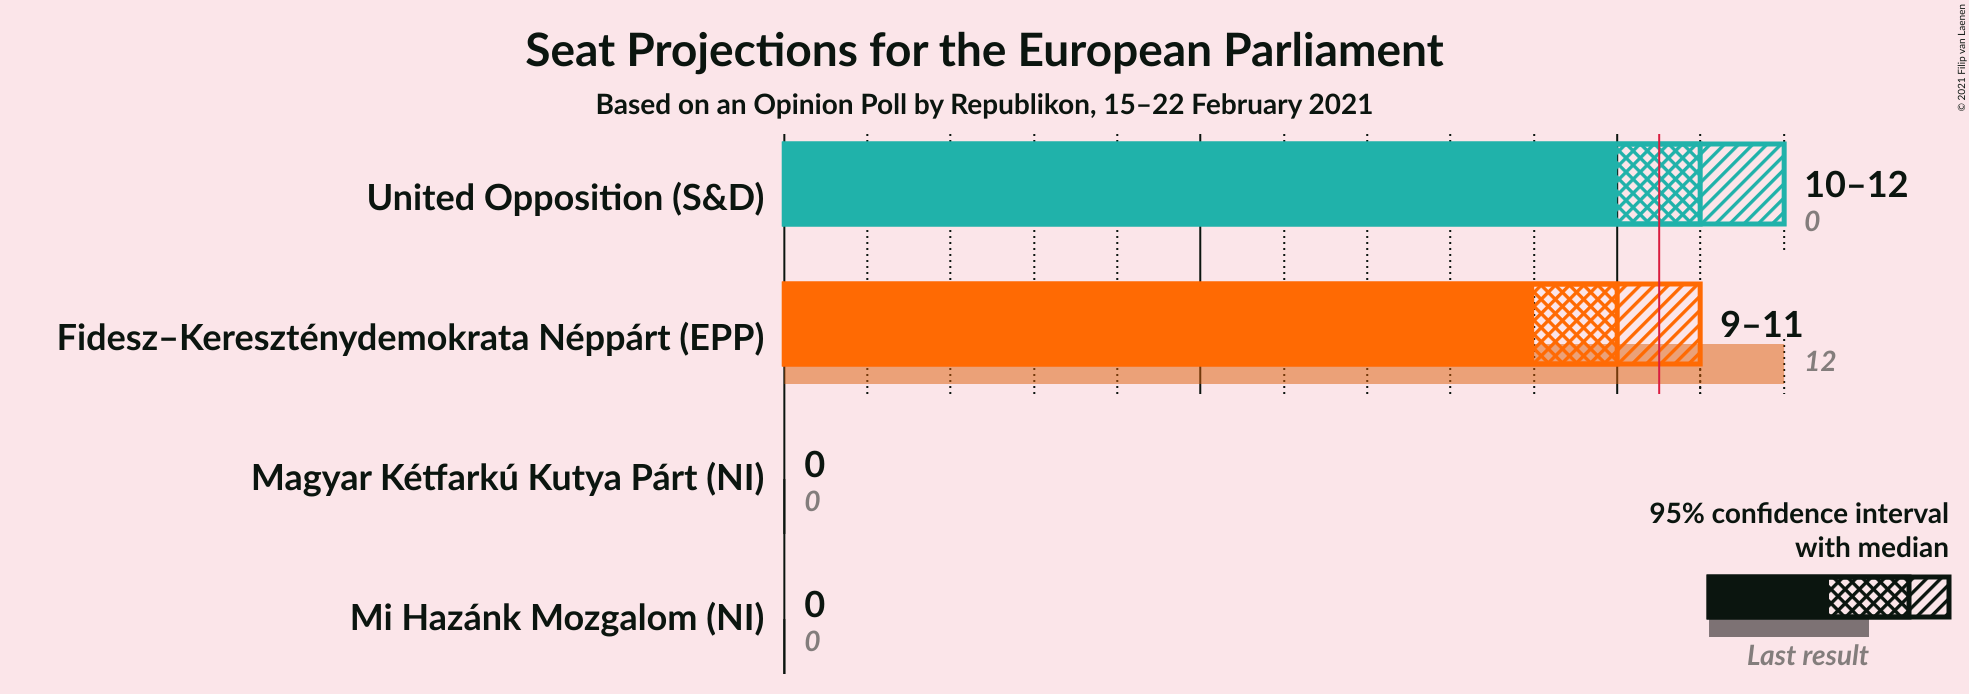 Seat Projections for the European Parliament
Based on an Opinion Poll by Republikon, 15–22 February 2021
© 2021 Filip van Laenen
United Opposition (S&D)
10–12
0
Fidesz–Kereszténydemokrata Néppárt (EPP)
9–11
12
Magyar Kétfarkú Kutya Párt (NI)
0
0
Mi Hazánk Mozgalom (NI)
0
0
95% confidence interval
with median
Last result